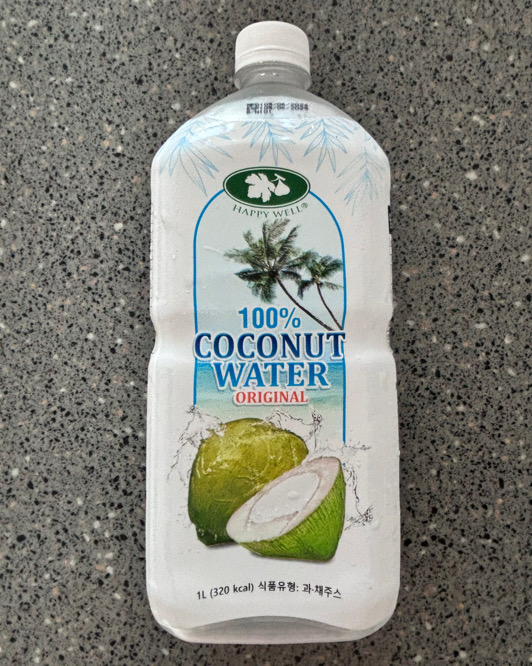 HAPPY WELL®
100%
COCONUT
WATER
ORIGINAL
1L (320 kcal) 식품유형: 과·채주스